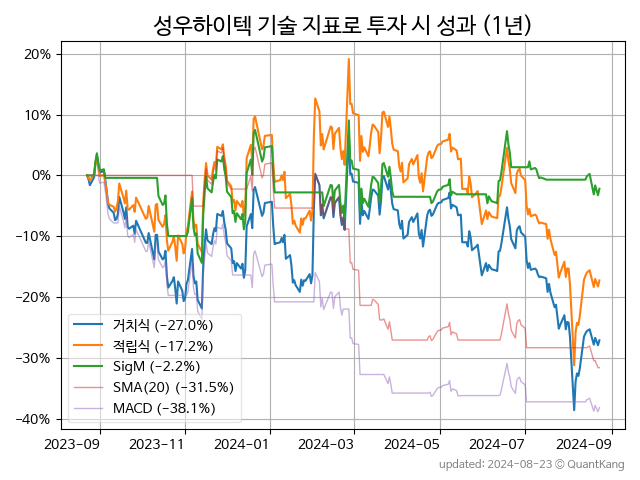 성우하이텍 기술 지표로 투자 시 성과 (1년)
20%
10%
0%
−10%
−20%
−30%
−40%
거치식 (−27.0%)
적립식 (−17.2%)
SigM (−2.2%)
SMA(20) (−31.5%)
MACD (−38.1%)
2023-09 2023-11 2024-01 2024-03 2024-05 2024-07 2024-09
updated: 2024-08-23 ⓒ QuantKang